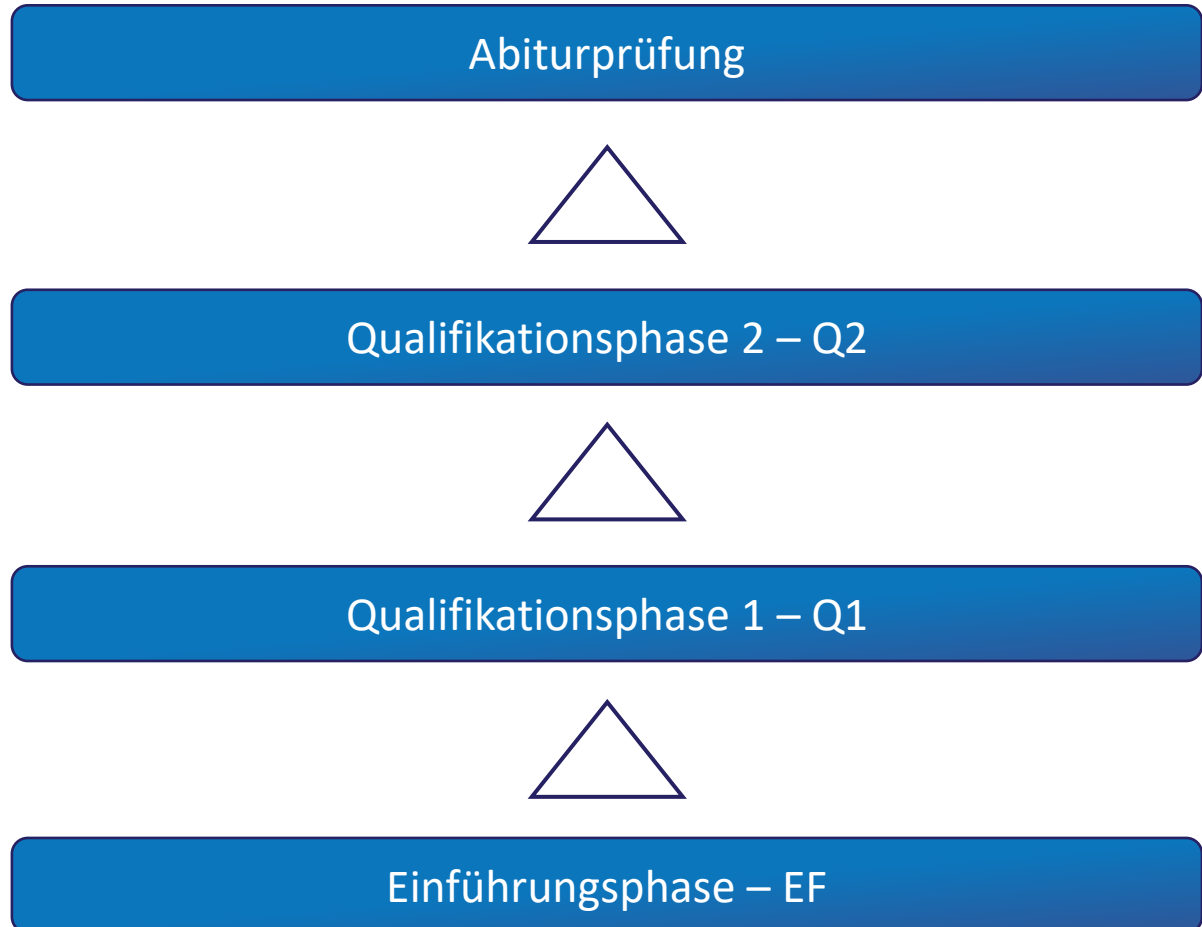 Abiturprüfung
Qualifikationsphase 2 – Q2
Qualifikationsphase 1 – Q1
Einführungsphase – EF